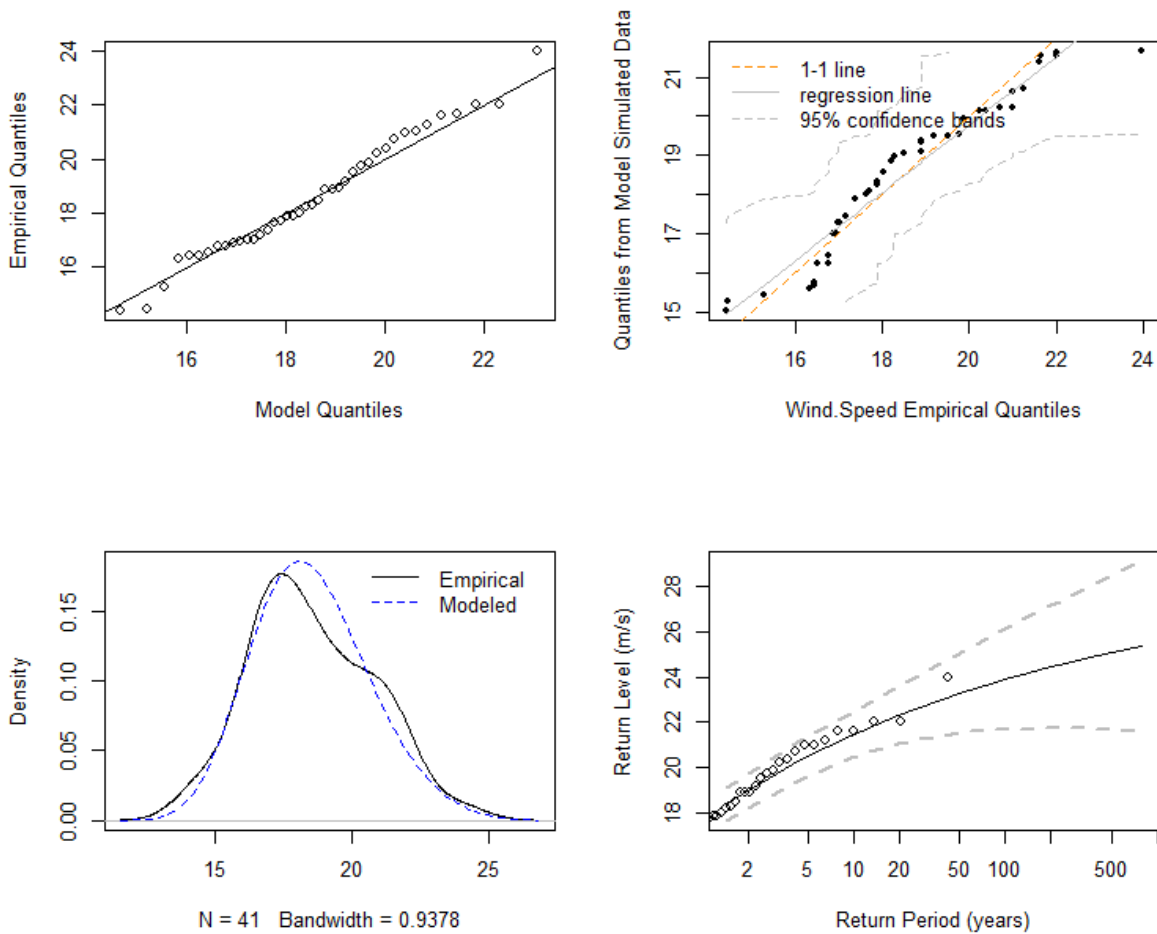 Empirical Quantiles
24
22
20
18
16
16 18 20 22
Model Quantiles
Quantiles from Model Simulated Data
21
19
17
15
1-1 line
regression line
95% confidence bands
16 18 20 22 24
Wind.Speed Empirical Quantiles
Density
0.15
0.10
0.05
0.00
Empirical
Modeled
15 20 25
N = 41 Bandwidth = 0.9378
Return Level (m/s)
28
26
24
22
20
18
2 5 10 20 50 100 500
Return Period (years)